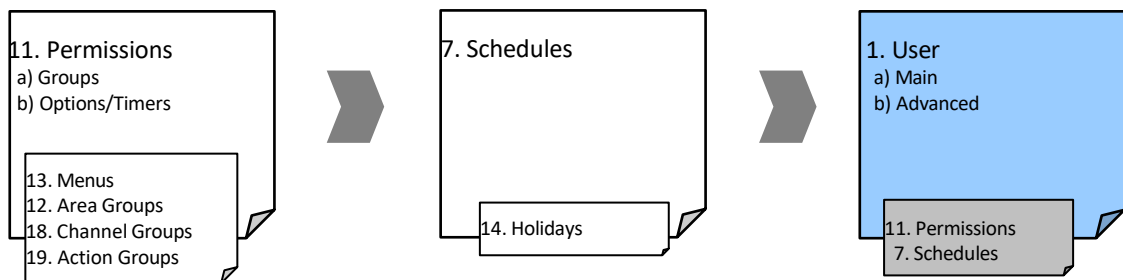 11. Permissions
a) Groups
b) Options/Timers
13. Menus
12. Area Groups
18. Channel Groups
19. Action Groups
7. Schedules
14. Holidays
1. User
a) Main
b) Advanced
11. Permissions
7. Schedules